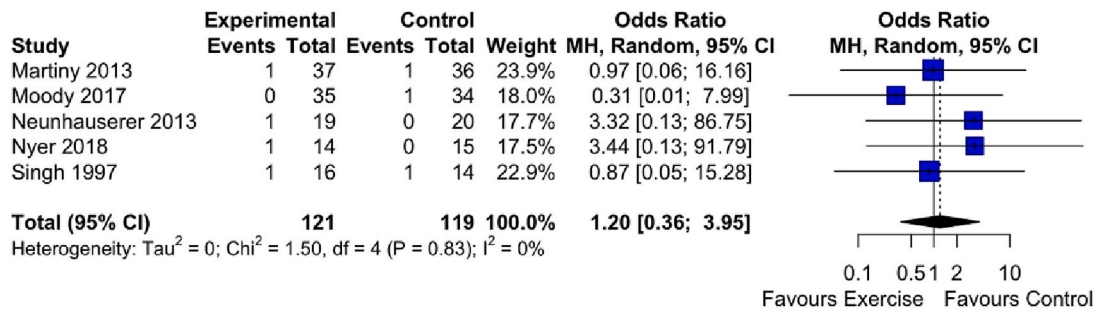 Experimental Control Odds Ratio Odds Ratio
Study Events Total Events Total Weight MH, Random, 95% CI MH, Random, 95% CI
Martiny 2013 1 37 1 36 23.9% 0.97 [0.06; 16.16]
Moody 2017 0 35 1 34 18.0% 0.31 [0.01; 7.99]
Neunhauserer 2013 1 19 0 20 17.7% 3.32 [0.13; 86.75]
Nyer 2018 1 14 0 15 17.5% 3.44 [0.13; 91.79]
Singh 1997 1 16 1 14 22.9% 0.87 [0.05; 15.28]
Total (95% CI) 121 119 100.0% 1.20 [0.36; 3.95]
Heterogeneity: Tau² = 0; Chi² = 1.50, df = 4 (P = 0.83); I² = 0%
0.1 0.5 1 2 10
Favours Exercise Favours Control